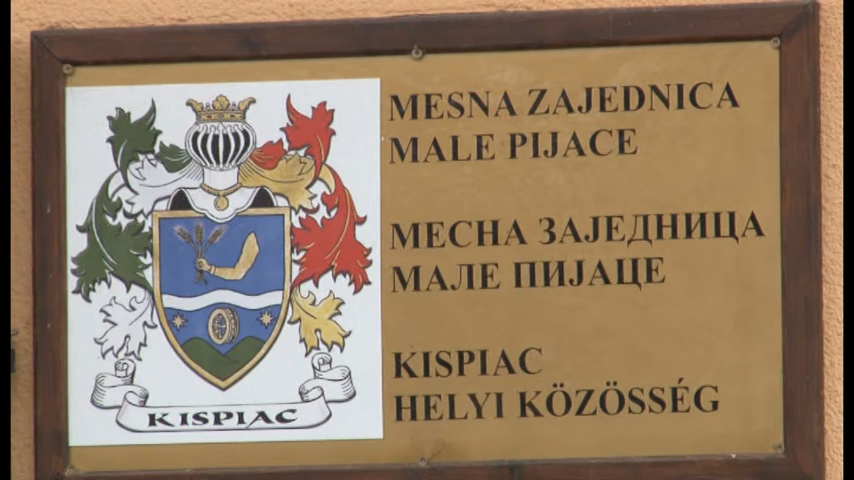 MESNA ZAJEDNICA
MALE PIJACE
МЕСНА ЗАЈЕДНИЦА
МАЛЕ ПИЈАЦЕ
KISPIAC
HELYI KÖZÖSSÉG
KISPIAC